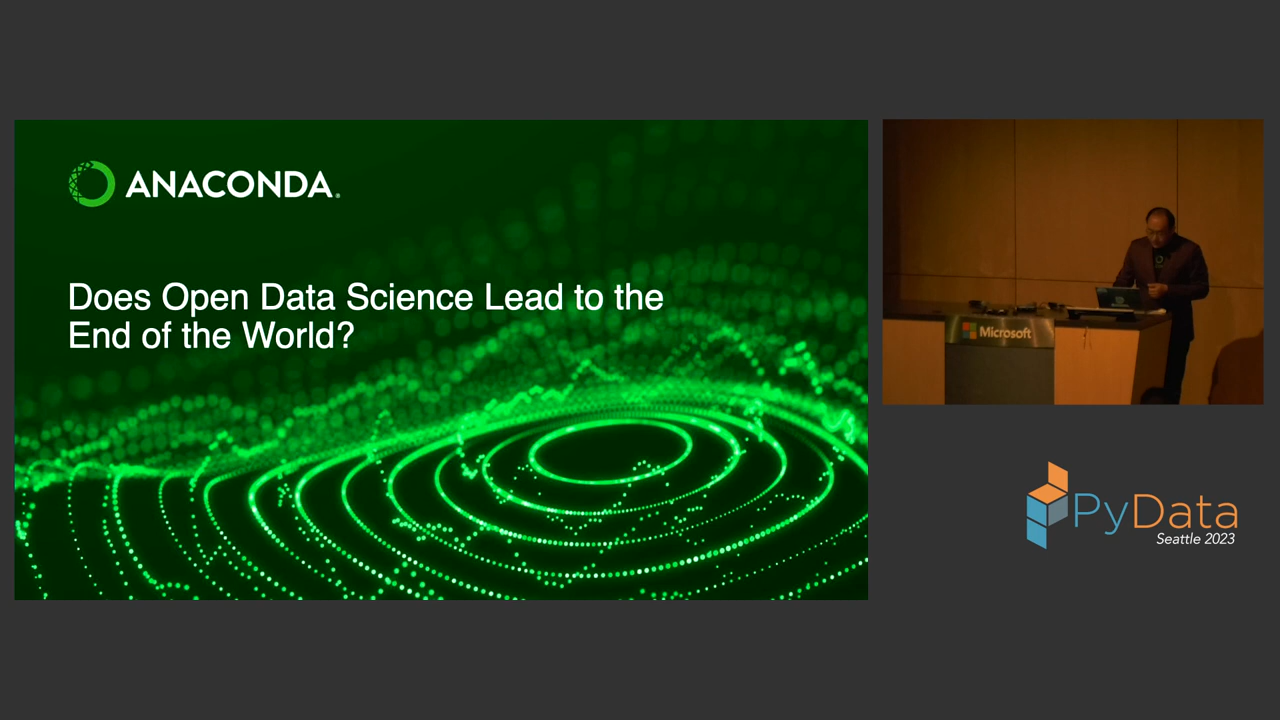 ANACONDA®
Does Open Data Science Lead to the
End of the World?
Microsoft
PyData
Seattle 2023